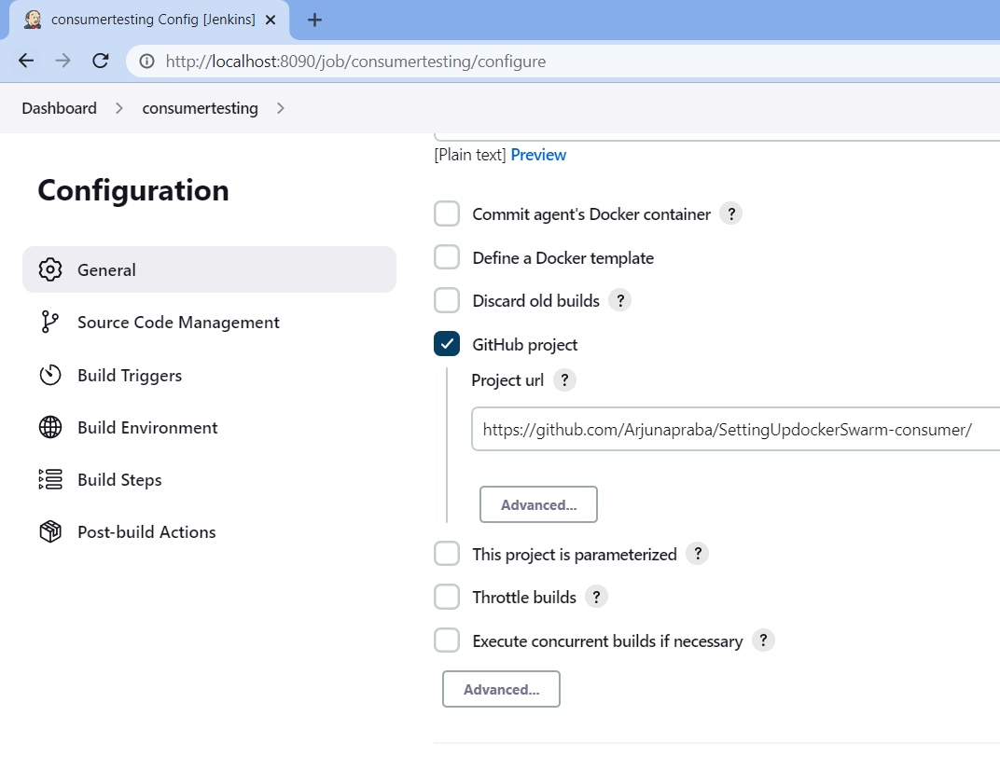 consumertesting Config [Jenkins]
http://localhost:8090/job/consumertesting/configure
Dashboard > consumertesting >
Configuration
General
Source Code Management
Build Triggers
Build Environment
Build Steps
Post-build Actions
[Plain text] Preview
Commit agent's Docker container ?
Define a Docker template
Discard old builds ?
GitHub project
Project url ?
https://github.com/Arjunapraba/SettingUpdockerSwarm-consumer/
Advanced...
This project is parameterized ?
Throttle builds ?
Execute concurrent builds if necessary ?
Advanced...